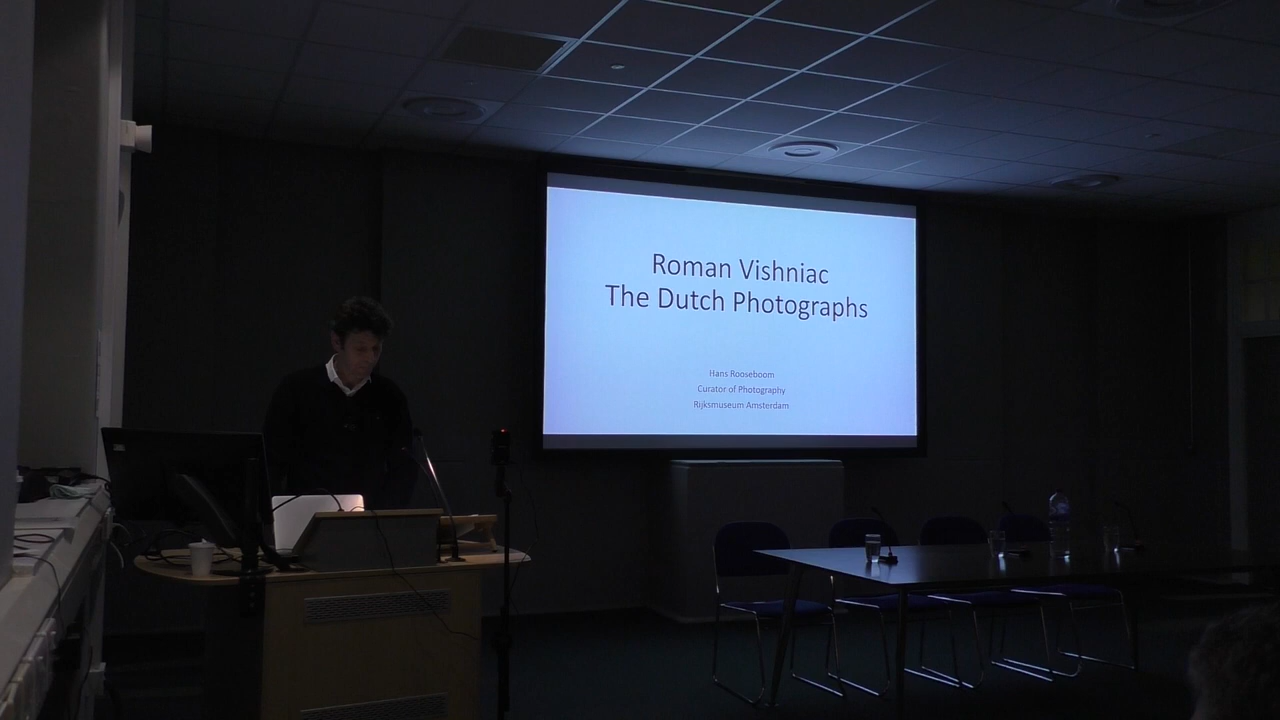 Roman Vishniac
The Dutch Photographs
Hans Rooseboom
Curator of Photography
Rijksmuseum Amsterdam